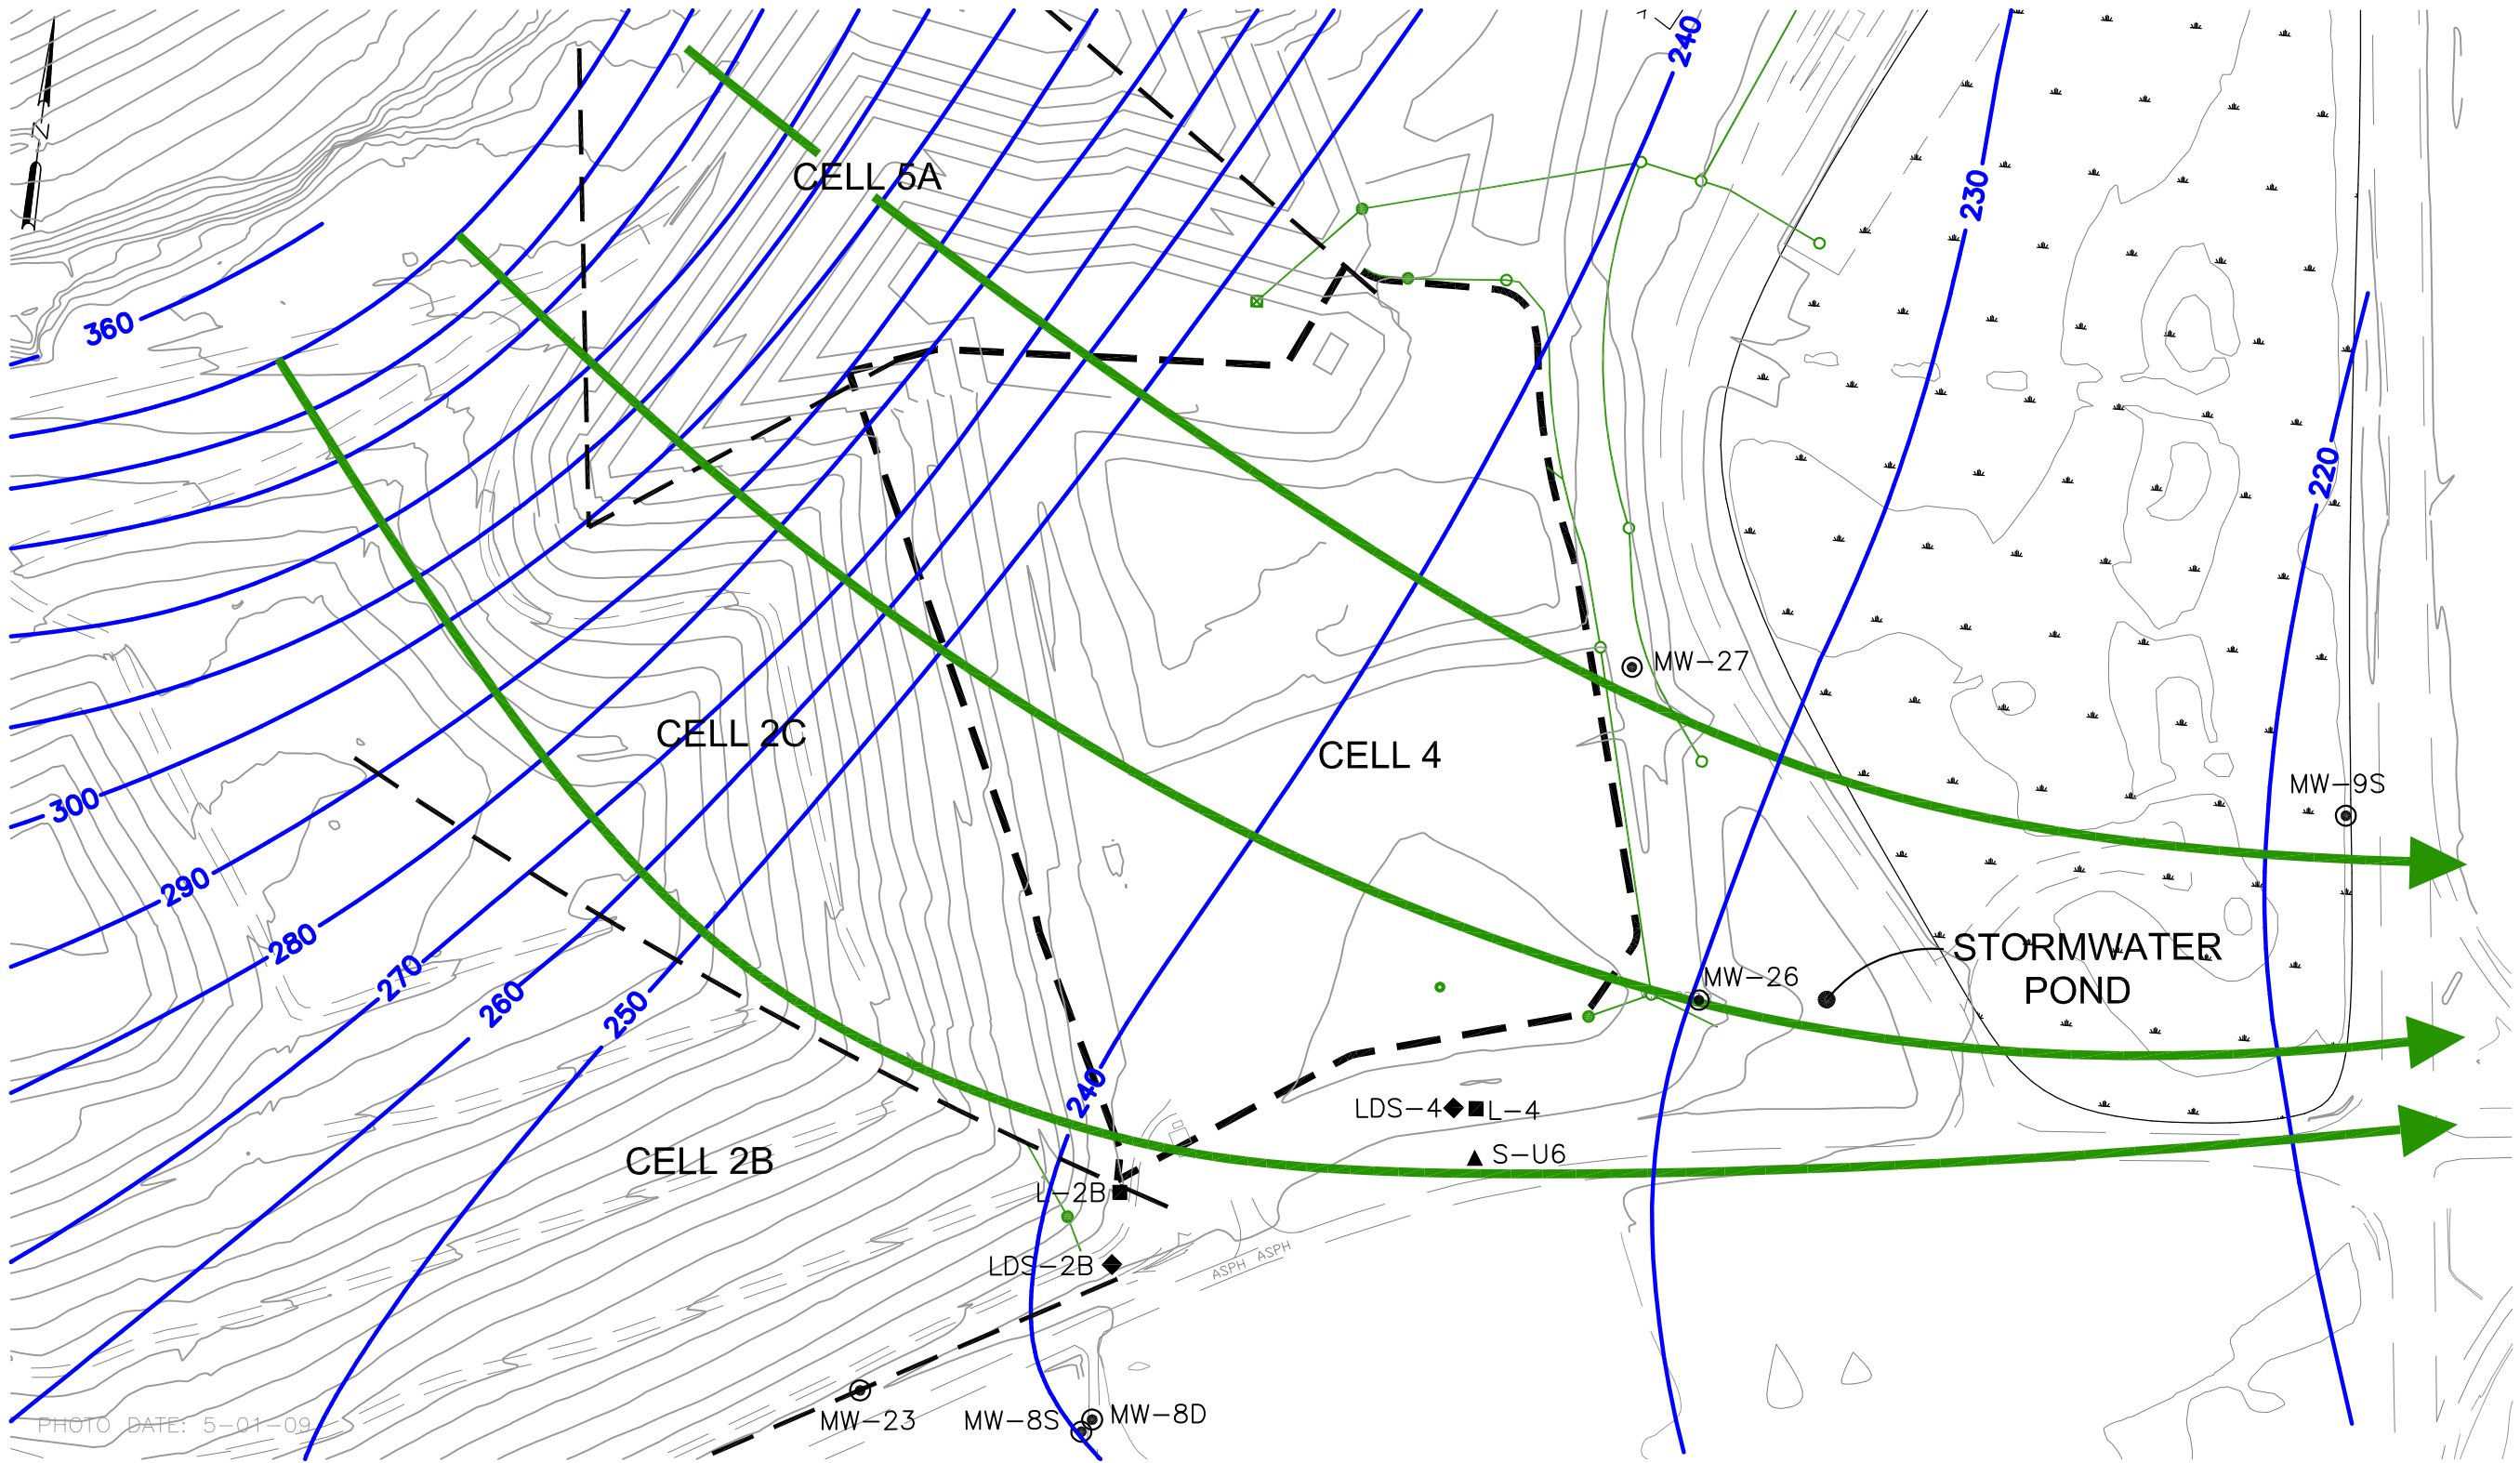 240
N
CELL 5A
230
360
220
MW-27
CELL 2C
CELL 4
MW-9S
300
290
280
STORMWATER
POND
270
MW-26
260
250
240
LDS-4
L-4
S-U6
CELL 2B
L-2B
LDS-2B
ASPH ASPH
MW-23
MW-8S
MW-8D
PHOTO DATE: 5-01-09